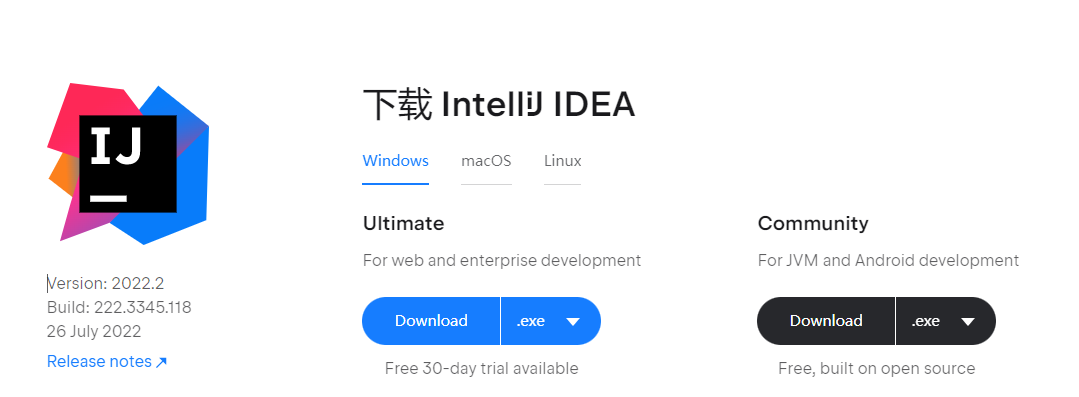 IJ
下载 IntelliJ IDEA
Windows
macOS
Linux
Ultimate
For web and enterprise development
Download
.exe
Free 30-day trial available
Community
For JVM and Android development
Download
.exe
Free, built on open source
Version: 2022.2
Build: 222.3345.118
26 July 2022
Release notes ↗